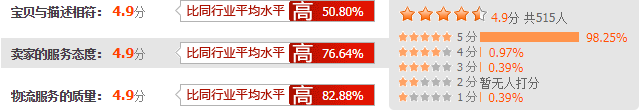 宝贝与描述相符： 4.9分 比同行业平均水平 高 50.80%
卖家的服务态度： 4.9分 比同行业平均水平 高 76.64%
物流服务的质量： 4.9分 比同行业平均水平 高 82.88%
4.9分 共515人
5分 98.25%
4分 0.97%
3分 0.39%
2分 暂无人打分
1分 0.39%